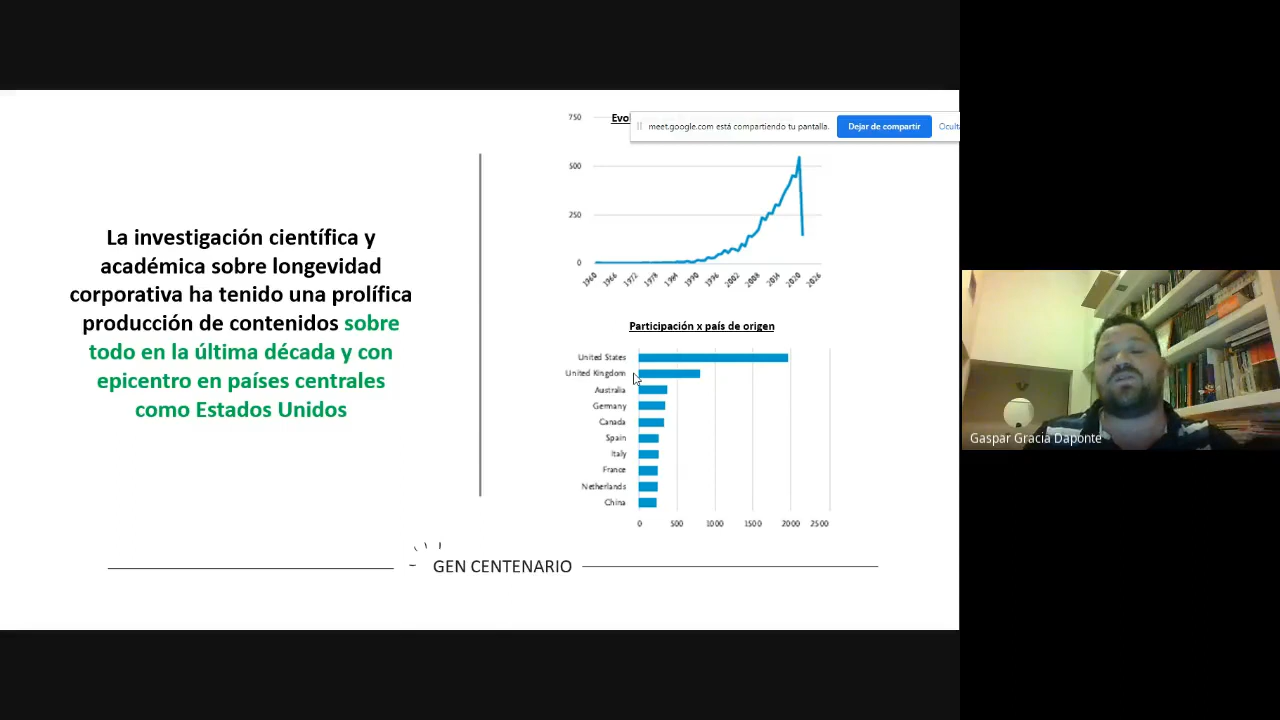 La investigación científica y
académica sobre longevidad
corporativa ha tenido una prolífica
producción de contenidos sobre
todo en la última década y con
epicentro en países centrales
como Estados Unidos
meet.google.com está compartiendo tu pantalla.
Dejar de compartir
750
500
250
0
1960 1966 1972 1978 1984 1990 1996 2002 2008 2014 2020 2026
Participación x país de origen
United States
United Kingdom
Australia
Germany
Canada
Spain
Italy
France
Netherlands
China
0 500 1000 1500 2000 2500
GEN CENTENARIO
Gaspar Gracia Daponte